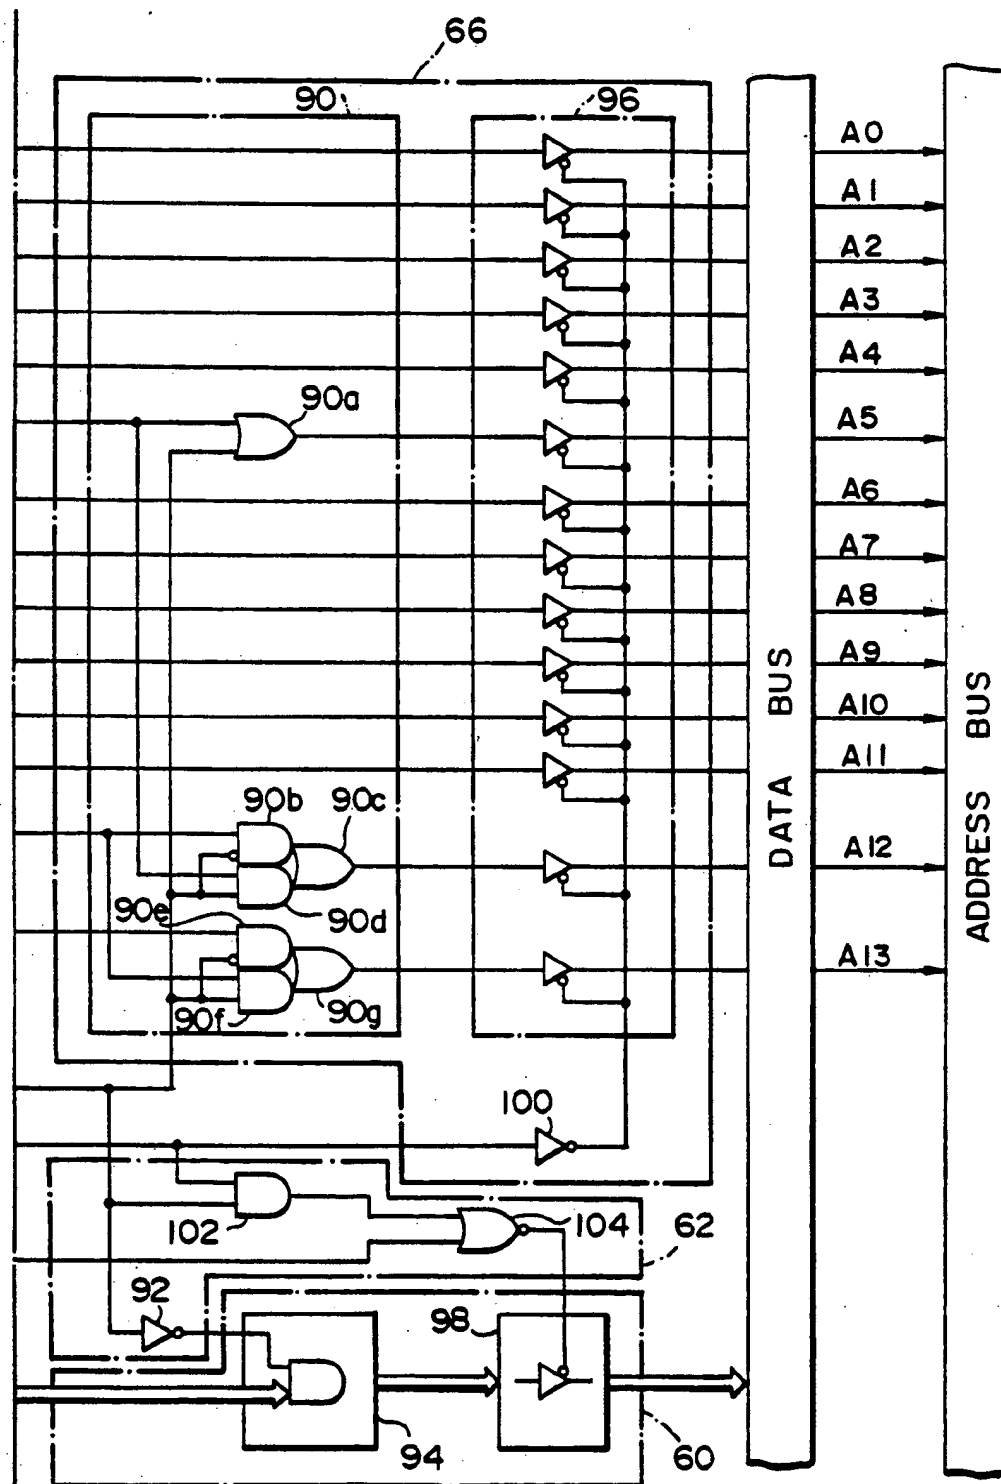 66
90
96
A0
A1
A2
A3
A4
90a
A5
A6
A7
A8
A9
A10
A11
90b
90c
A12
90e
90d
A13
90f
90g
DATA BUS
ADDRESS BUS
100
102
104
62
92
98
94
60